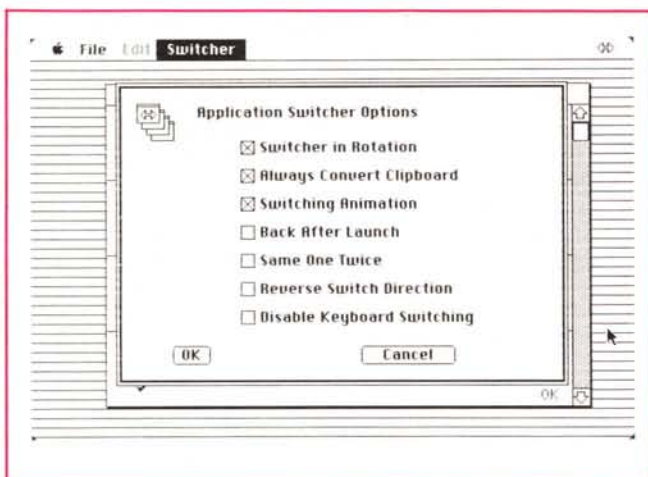 File Edit Switcher
Application Switcher Options
Switcher in Rotation
Always Convert Clipboard
Switching Animation
Back After Launch
Same One Twice
Reverse Switch Direction
Disable Keyboard Switching
OK Cancel
OK